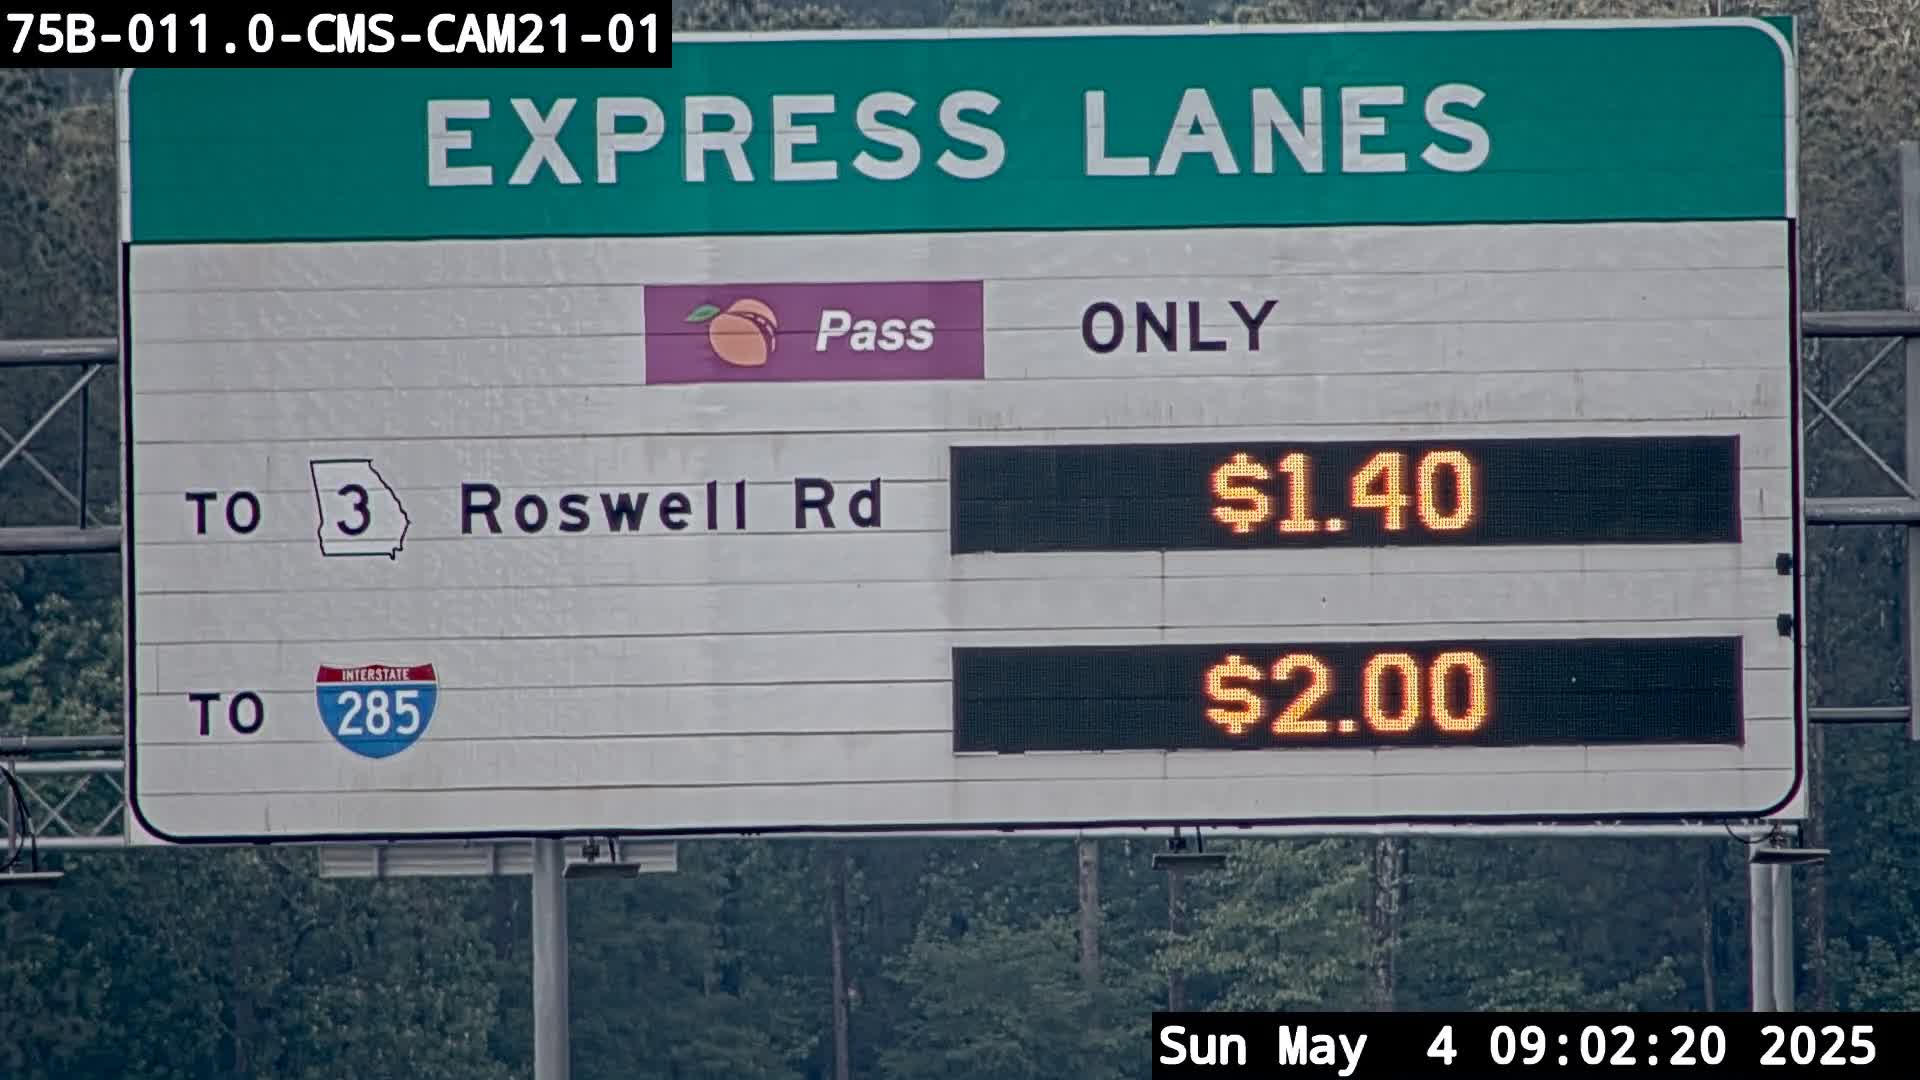 75B-011.0-CMS-CAM21-01
EXPRESS LANES
Pass ONLY
TO 3 Roswell Rd $1.40
TO INTERSTATE 285 $2.00
Sun May 4 09:02:20 2025